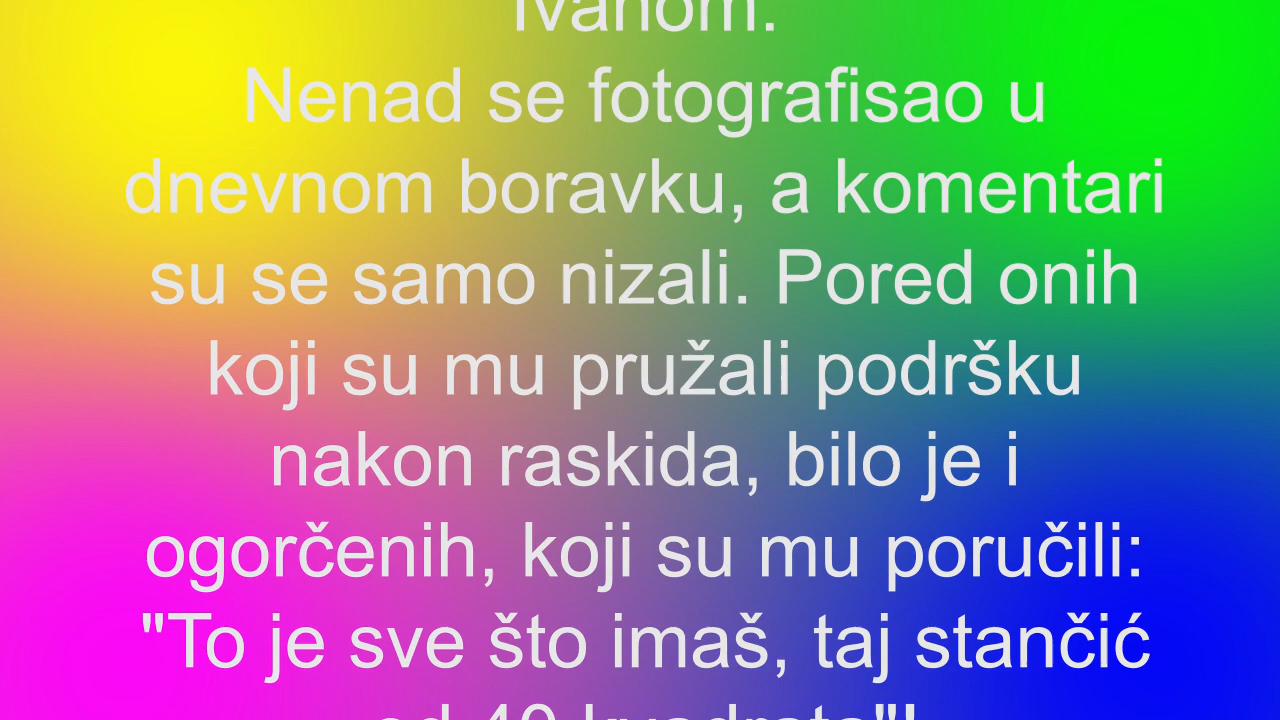 Ivanom.
Nenad se fotografisao u
dnevnom boravku, a komentari
su se samo nizali. Pored onih
koji su mu pružali podršku
nakon raskida, bilo je i
ogorčenih, koji su mu poručili:
"To je sve što imaš, taj stančić
od 40 kvadrata"!